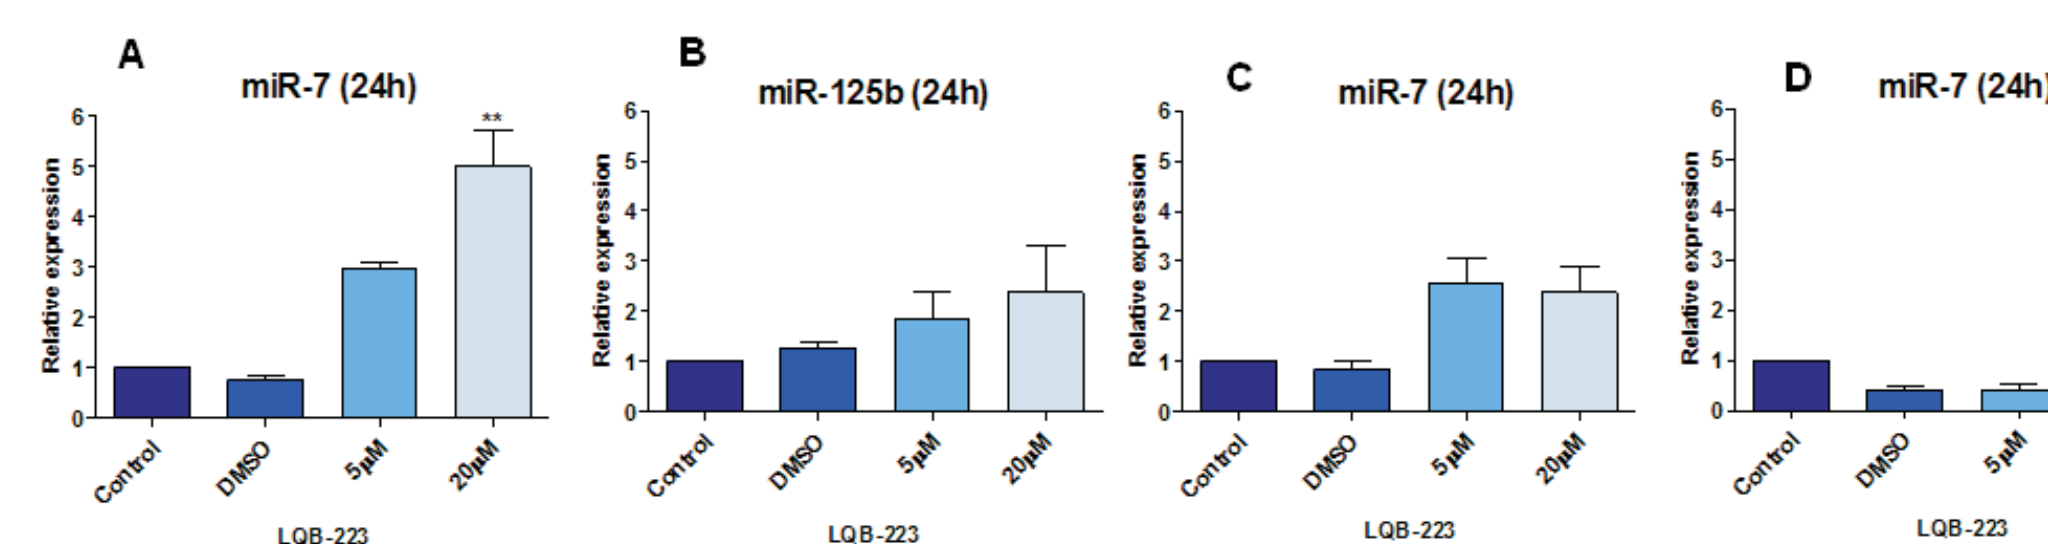 A
miR-7 (24h)
**
6
5
4
3
2
1
0
Relative expression
Control
DMSO
5µM
20µM
LQB-223
B
miR-125b (24h)
6
5
4
3
2
1
0
Relative expression
Control
DMSO
5µM
20µM
LQB-223
C
miR-7 (24h)
6
5
4
3
2
1
0
Relative expression
Control
DMSO
5µM
20µM
LQB-223
D
miR-7 (24h)
6
5
4
3
2
1
0
Relative expression
Control
DMSO
5µM
LQB-223